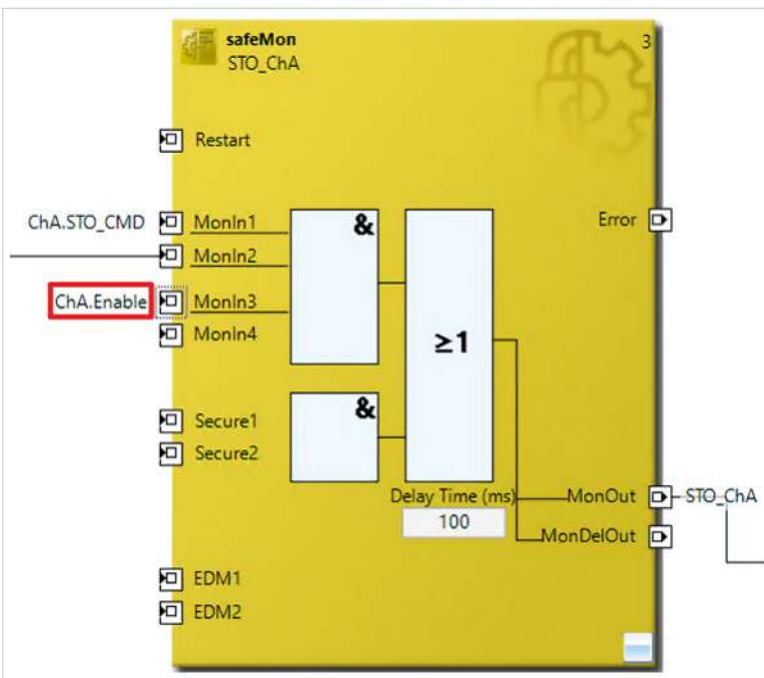 safeMon
3
STO_ChA
Restart
ChA.STO_CMD MonIn1 & Error
MonIn2
ChA.Enable MonIn3
MonIn4 ≥1
&
Secure1
Secure2
Delay Time (ms) MonOut STO_ChA
100
MonDelOut
EDM1
EDM2